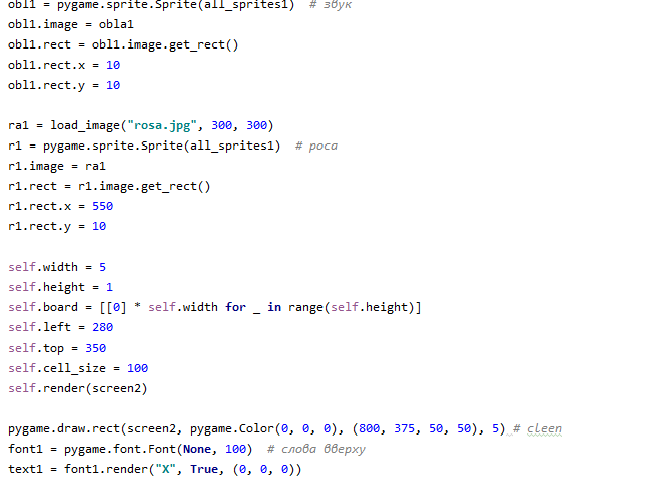 obl1 = pygame.sprite.Sprite(all_sprites1)  # звук
obl1.image = obla1
obl1.rect = obl1.image.get_rect()
obl1.rect.x = 10
obl1.rect.y = 10
ra1 = load_image("rosa.jpg", 300, 300)
r1 = pygame.sprite.Sprite(all_sprites1)  # роса
r1.image = ra1
r1.rect = r1.image.get_rect()
r1.rect.x = 550
r1.rect.y = 10
self.width = 5
self.height = 1
self.board = [[0] * self.width for _ in range(self.height)]
self.left = 280
self.top = 350
self.cell_size = 100
self.render(screen2)
pygame.draw.rect(screen2, pygame.Color(0, 0, 0), (800, 375, 50, 50), 5) # cleen
font1 = pygame.font.Font(None, 100)  # слова вверху
text1 = font1.render("X", True, (0, 0, 0))